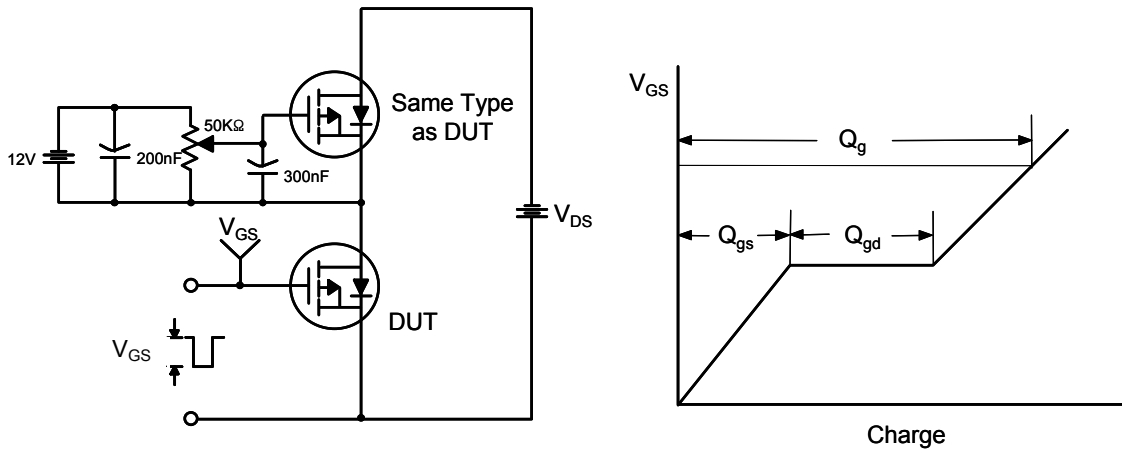 Same Type
as DUT
50KΩ
12V
200nF
300nF
V_GS
V_DS
DUT
V_GS
V_GS
Q_g
Q_gs
Q_gd
Charge